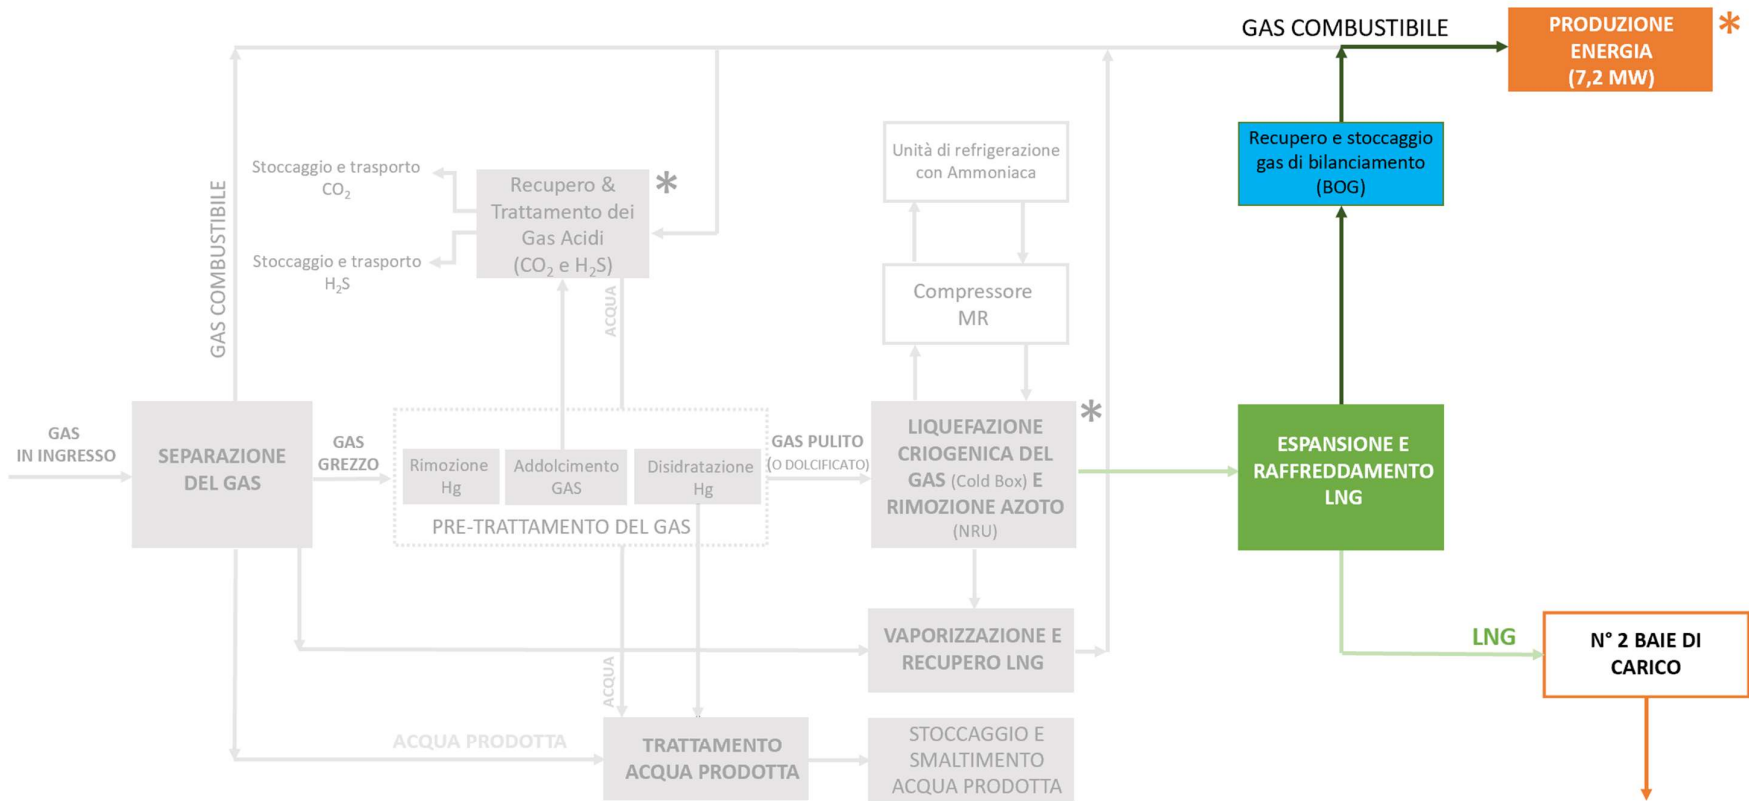 GAS COMBUSTIBILE
PRODUZIONE
ENERGIA
(7,2 MW)
*
Recupero e stoccaggio
gas di bilanciamento
(BOG)
Unità di refrigerazione
con Ammoniaca
Stoccaggio e trasporto
CO2
Recupero &
Trattamento dei
Gas Acidi
(CO2 e H2S)
*
Stoccaggio e trasporto
H2S
GAS COMBUSTIBILE
ACQUA
Compressore
MR
GAS
IN INGRESSO
SEPARAZIONE
DEL GAS
GAS
GREZZO
Rimozione
Hg
Addolcimento
GAS
Disidratazione
Hg
PRE-TRATTAMENTO DEL GAS
GAS PULITO
(O DOLCIFICATO)
LIQUEFAZIONE
CRIOGENICA DEL
GAS (Cold Box) E
RIMOZIONE AZOTO
(NRU)
*
ESPANSIONE E
RAFFREDDAMENTO
LNG
VAPORIZZAZIONE E
RECUPERO LNG
LNG
N° 2 BAIE DI
CARICO
ACQUA
ACQUA PRODOTTA
TRATTAMENTO
ACQUA PRODOTTA
STOCCAGGIO E
SMALTIMENTO
ACQUA PRODOTTA